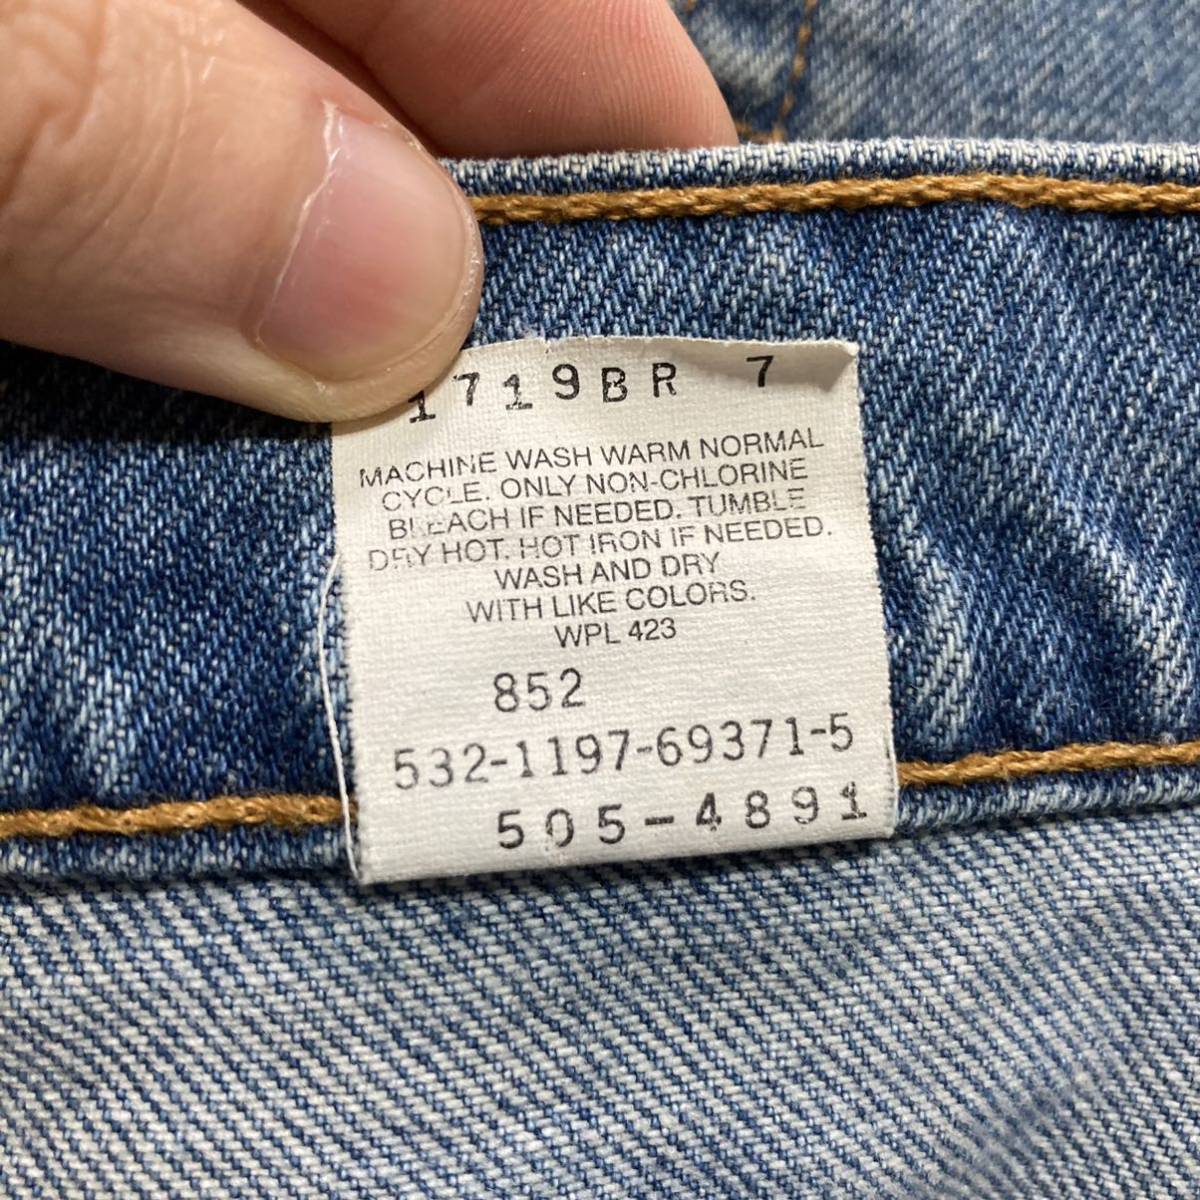 1719BR 7
MACHINE WASH WARM NORMAL
CYCLE. ONLY NON-CHLORINE
BLEACH IF NEEDED. TUMBLE
DRY HOT. HOT IRON IF NEEDED.
WASH AND DRY
WITH LIKE COLORS.
WPL 423
852
532-1197-69371-5
505-4891